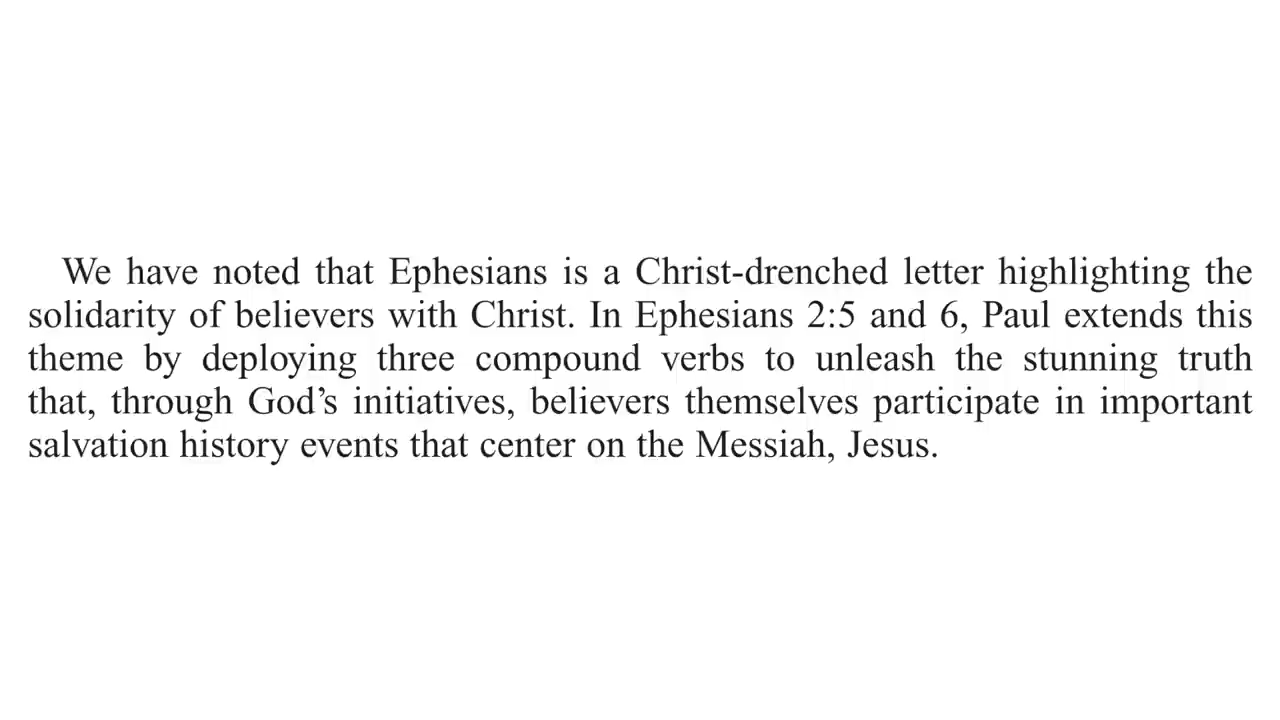 We have noted that Ephesians is a Christ-drenched letter highlighting the
solidarity of believers with Christ. In Ephesians 2:5 and 6, Paul extends this
theme by deploying three compound verbs to unleash the stunning truth
that, through God’s initiatives, believers themselves participate in important
salvation history events that center on the Messiah, Jesus.